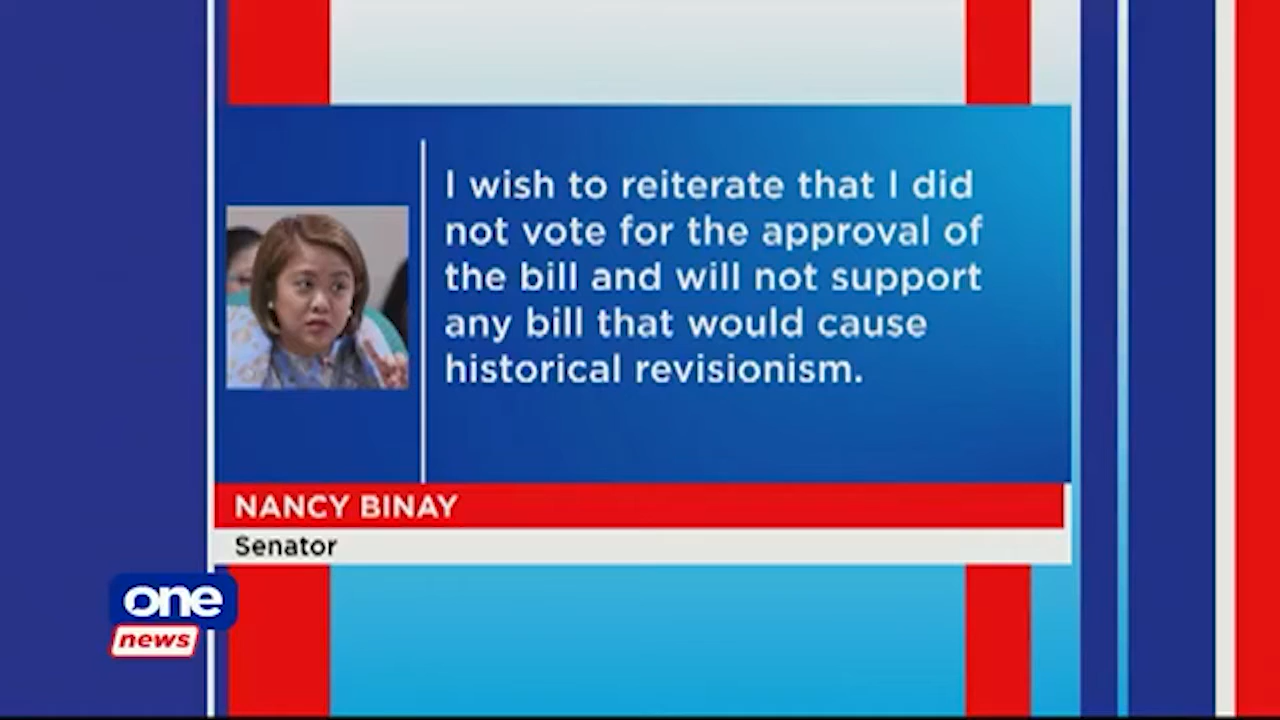 I wish to reiterate that I did
not vote for the approval of
the bill and will not support
any bill that would cause
historical revisionism.
NANCY BINAY
Senator
one
news